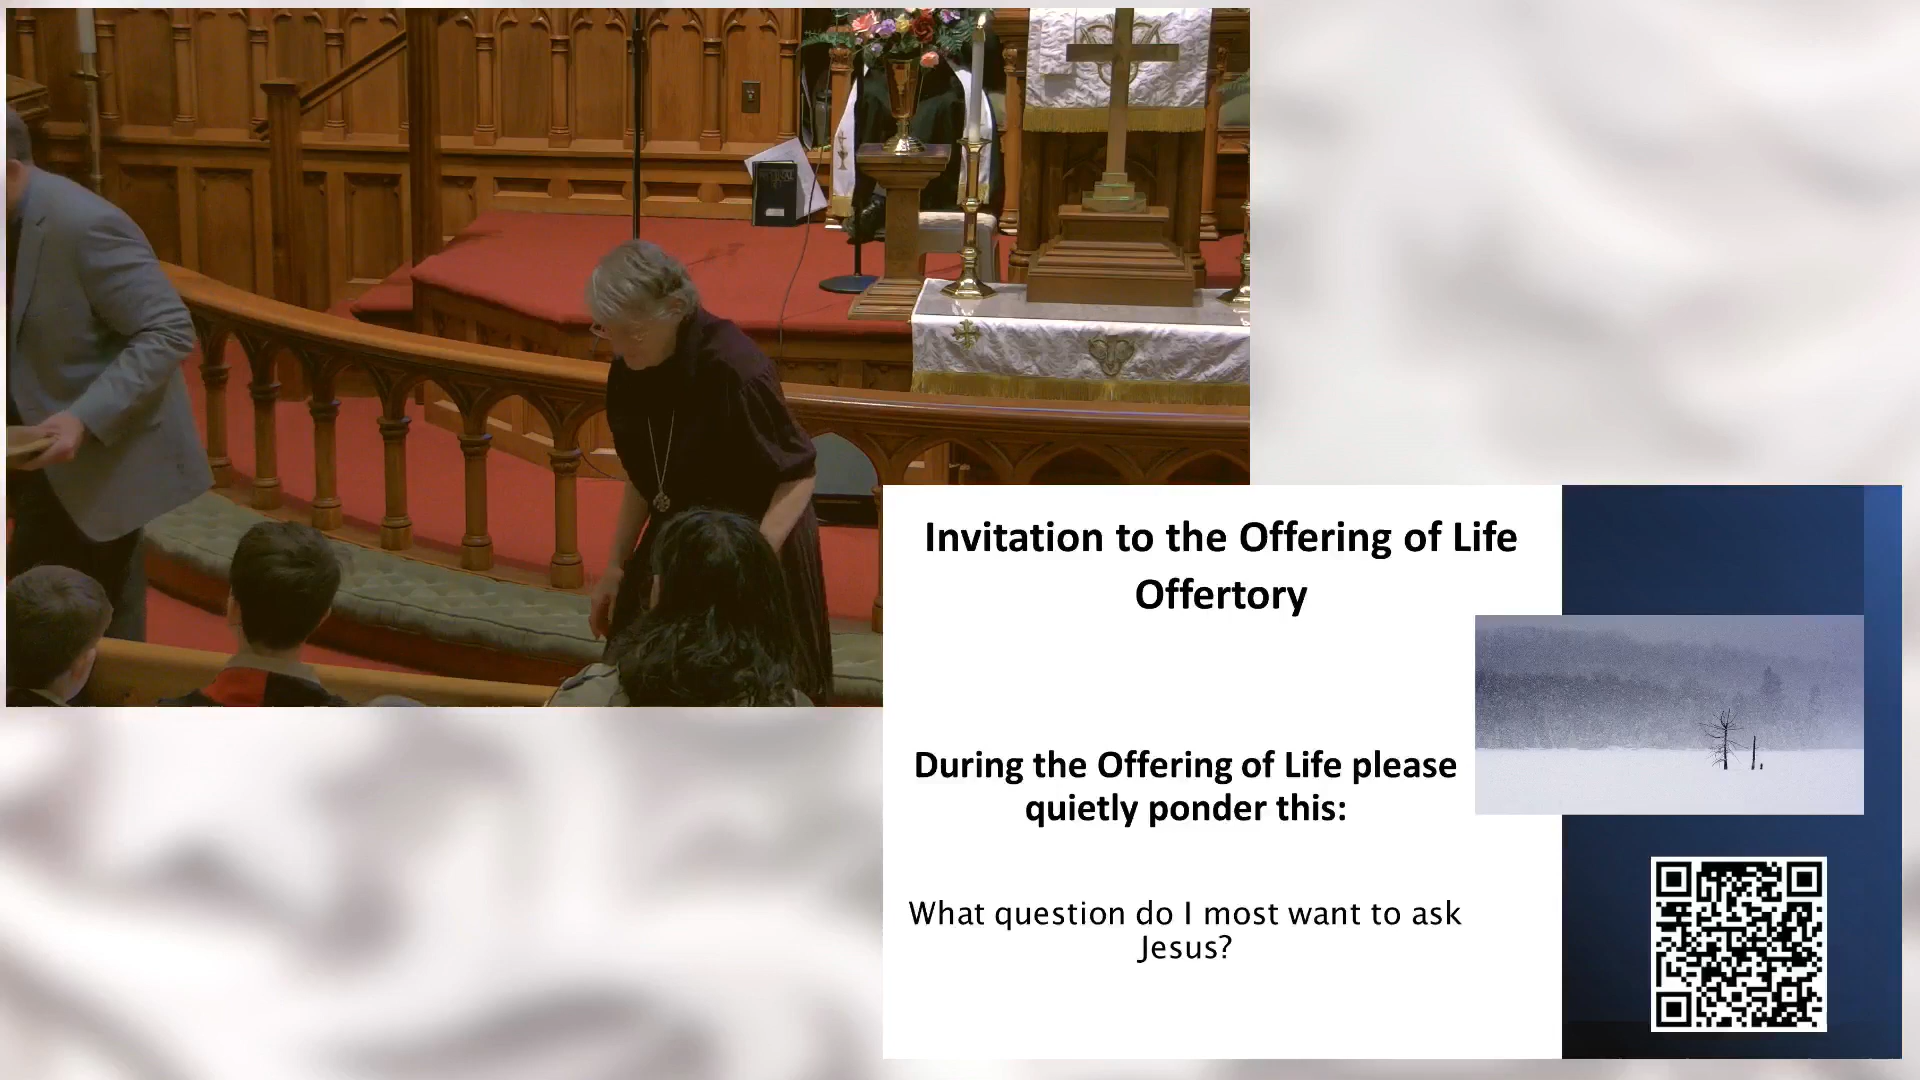 Invitation to the Offering of Life
Offertory
During the Offering of Life please
quietly ponder this:
What question do I most want to ask
Jesus?